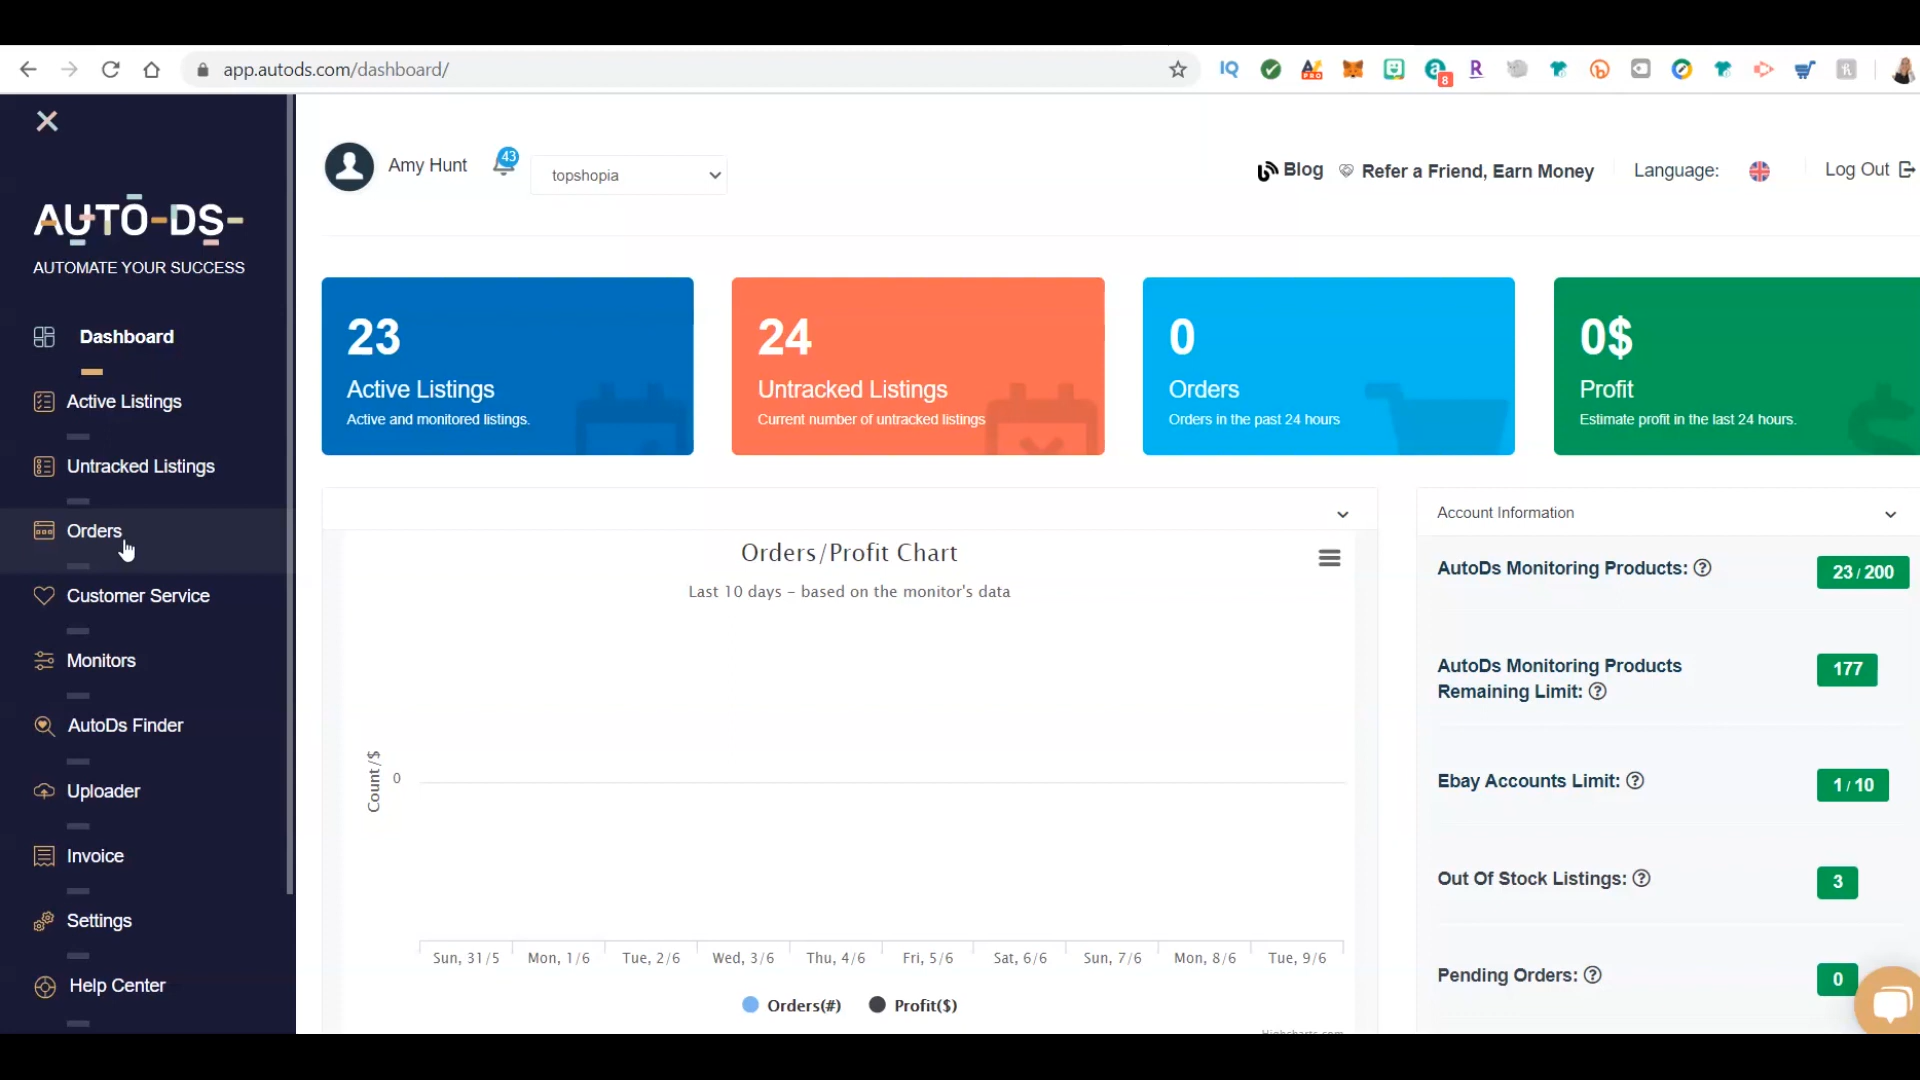 app.autods.com/dashboard/
IQ
PRO
8
R
AUTO-DS-
AUTOMATE YOUR SUCCESS
Dashboard
Active Listings
Untracked Listings
Orders
Customer Service
Monitors
AutoDs Finder
Uploader
Invoice
Settings
Help Center
Amy Hunt
43
topshopia
Blog
Refer a Friend, Earn Money
Language:
Log Out
23
Active Listings
Active and monitored listings.
24
Untracked Listings
Current number of untracked listings
0
Orders
Orders in the past 24 hours
0$
Profit
Estimate profit in the last 24 hours.
Orders/Profit Chart
Last 10 days – based on the monitor's data
Count/$
0
Sun, 31/5 Mon, 1/6 Tue, 2/6 Wed, 3/6 Thu, 4/6 Fri, 5/6 Sat, 6/6 Sun, 7/6 Mon, 8/6 Tue, 9/6
Orders(#) Profit($)
Highcharts.com
Account Information
AutoDs Monitoring Products: ? 23 / 200
AutoDs Monitoring Products
Remaining Limit: ? 177
Ebay Accounts Limit: ? 1 / 10
Out Of Stock Listings: ? 3
Pending Orders: ? 0